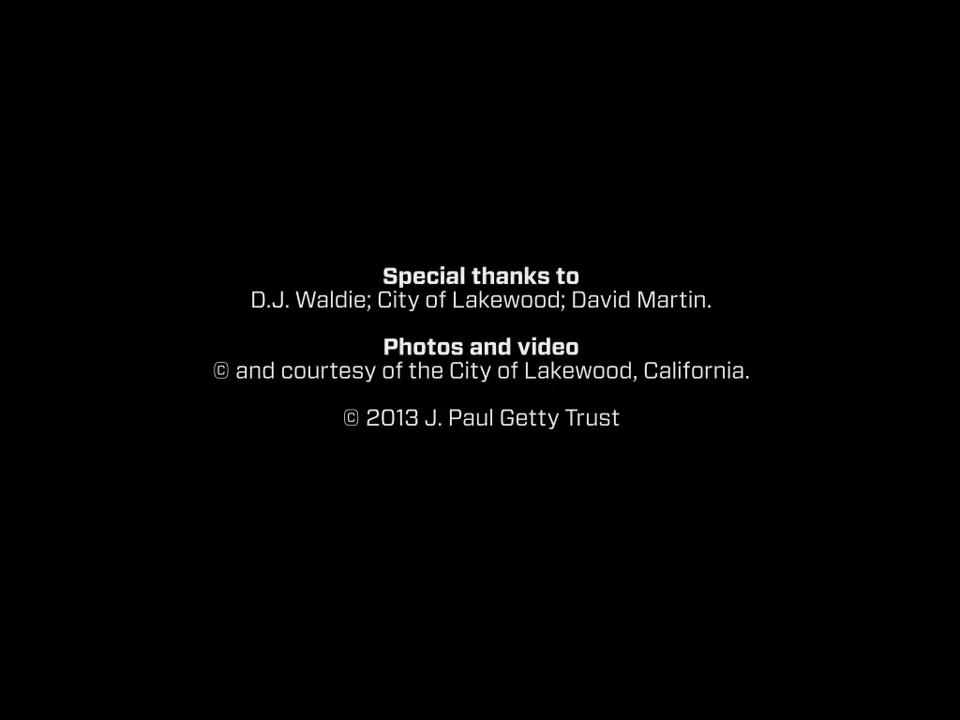 Special thanks to
D.J. Waldie; City of Lakewood; David Martin.
Photos and video
© and courtesy of the City of Lakewood, California.
© 2013 J. Paul Getty Trust